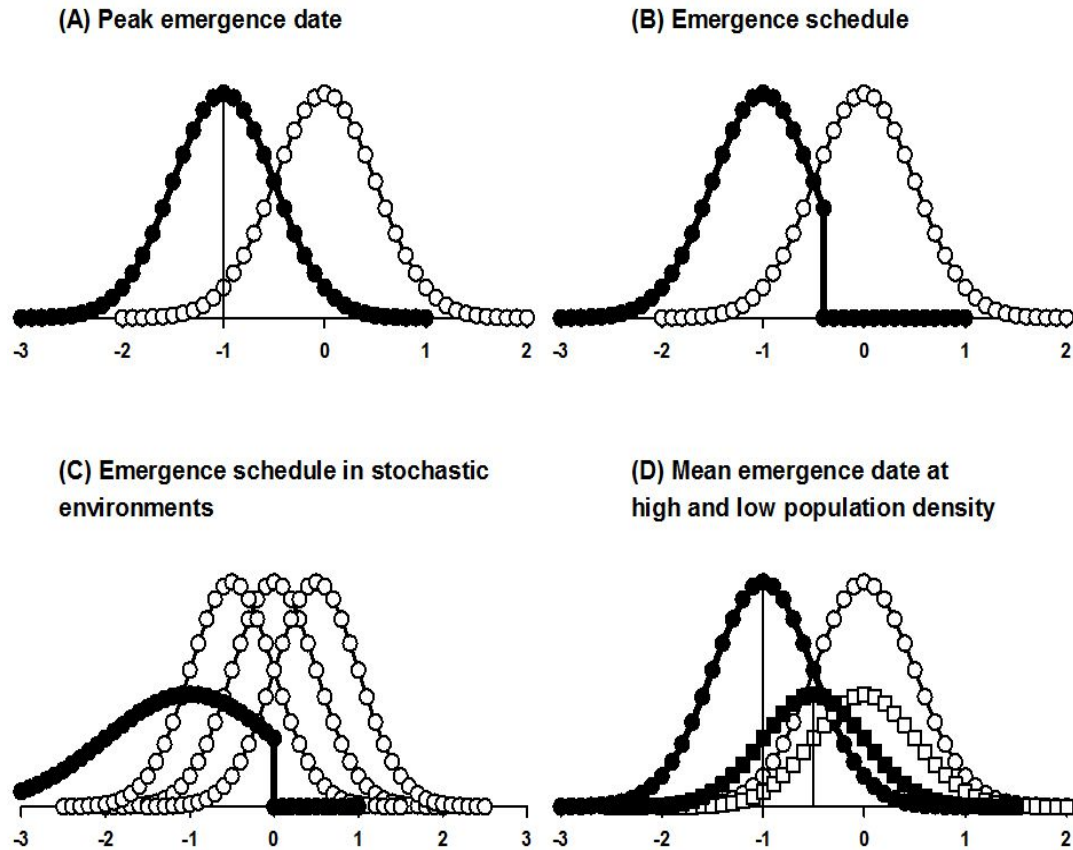 (A) Peak emergence date
(B) Emergence schedule
-3 -2 -1 0 1 2
-3 -2 -1 0 1 2
(C) Emergence schedule in stochastic
environments
(D) Mean emergence date at
high and low population density
-3 -2 -1 0 1 2 3
-3 -2 -1 0 1 2